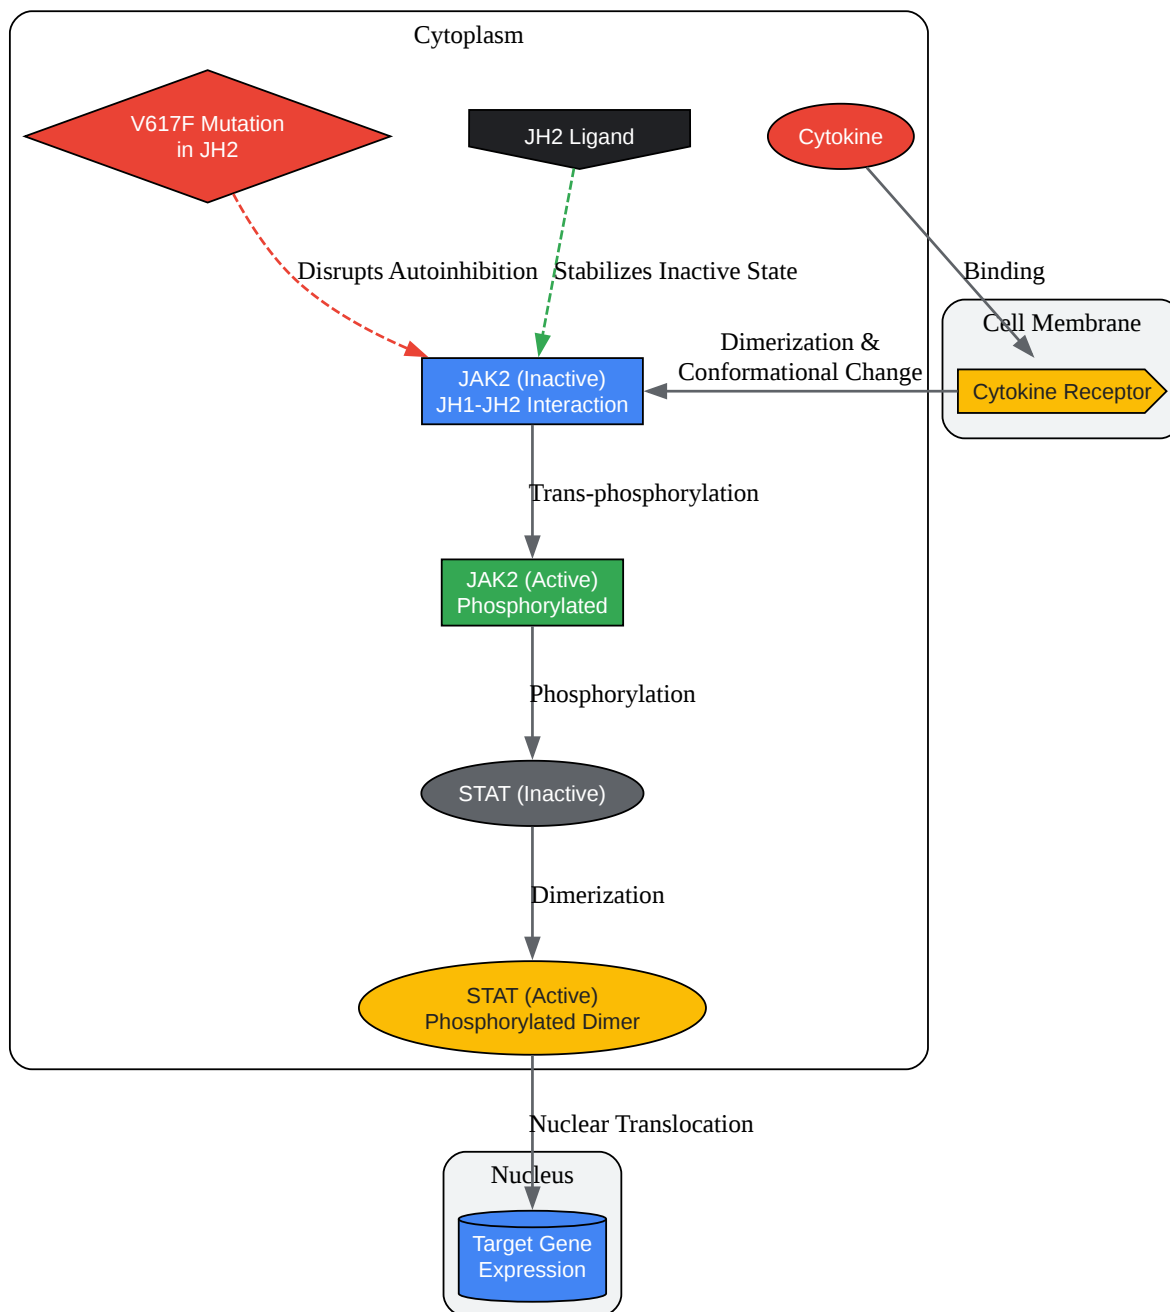 Cytoplasm
V617F Mutation
in JH2
JH2 Ligand
Cytokine
Disrupts Autoinhibition
Stabilizes Inactive State
Binding
Cell Membrane
Dimerization &
Conformational Change
Cytokine Receptor
JAK2 (Inactive)
JH1-JH2 Interaction
Trans-phosphorylation
JAK2 (Active)
Phosphorylated
Phosphorylation
STAT (Inactive)
Dimerization
STAT (Active)
Phosphorylated Dimer
Nuclear Translocation
Nucleus
Target Gene
Expression